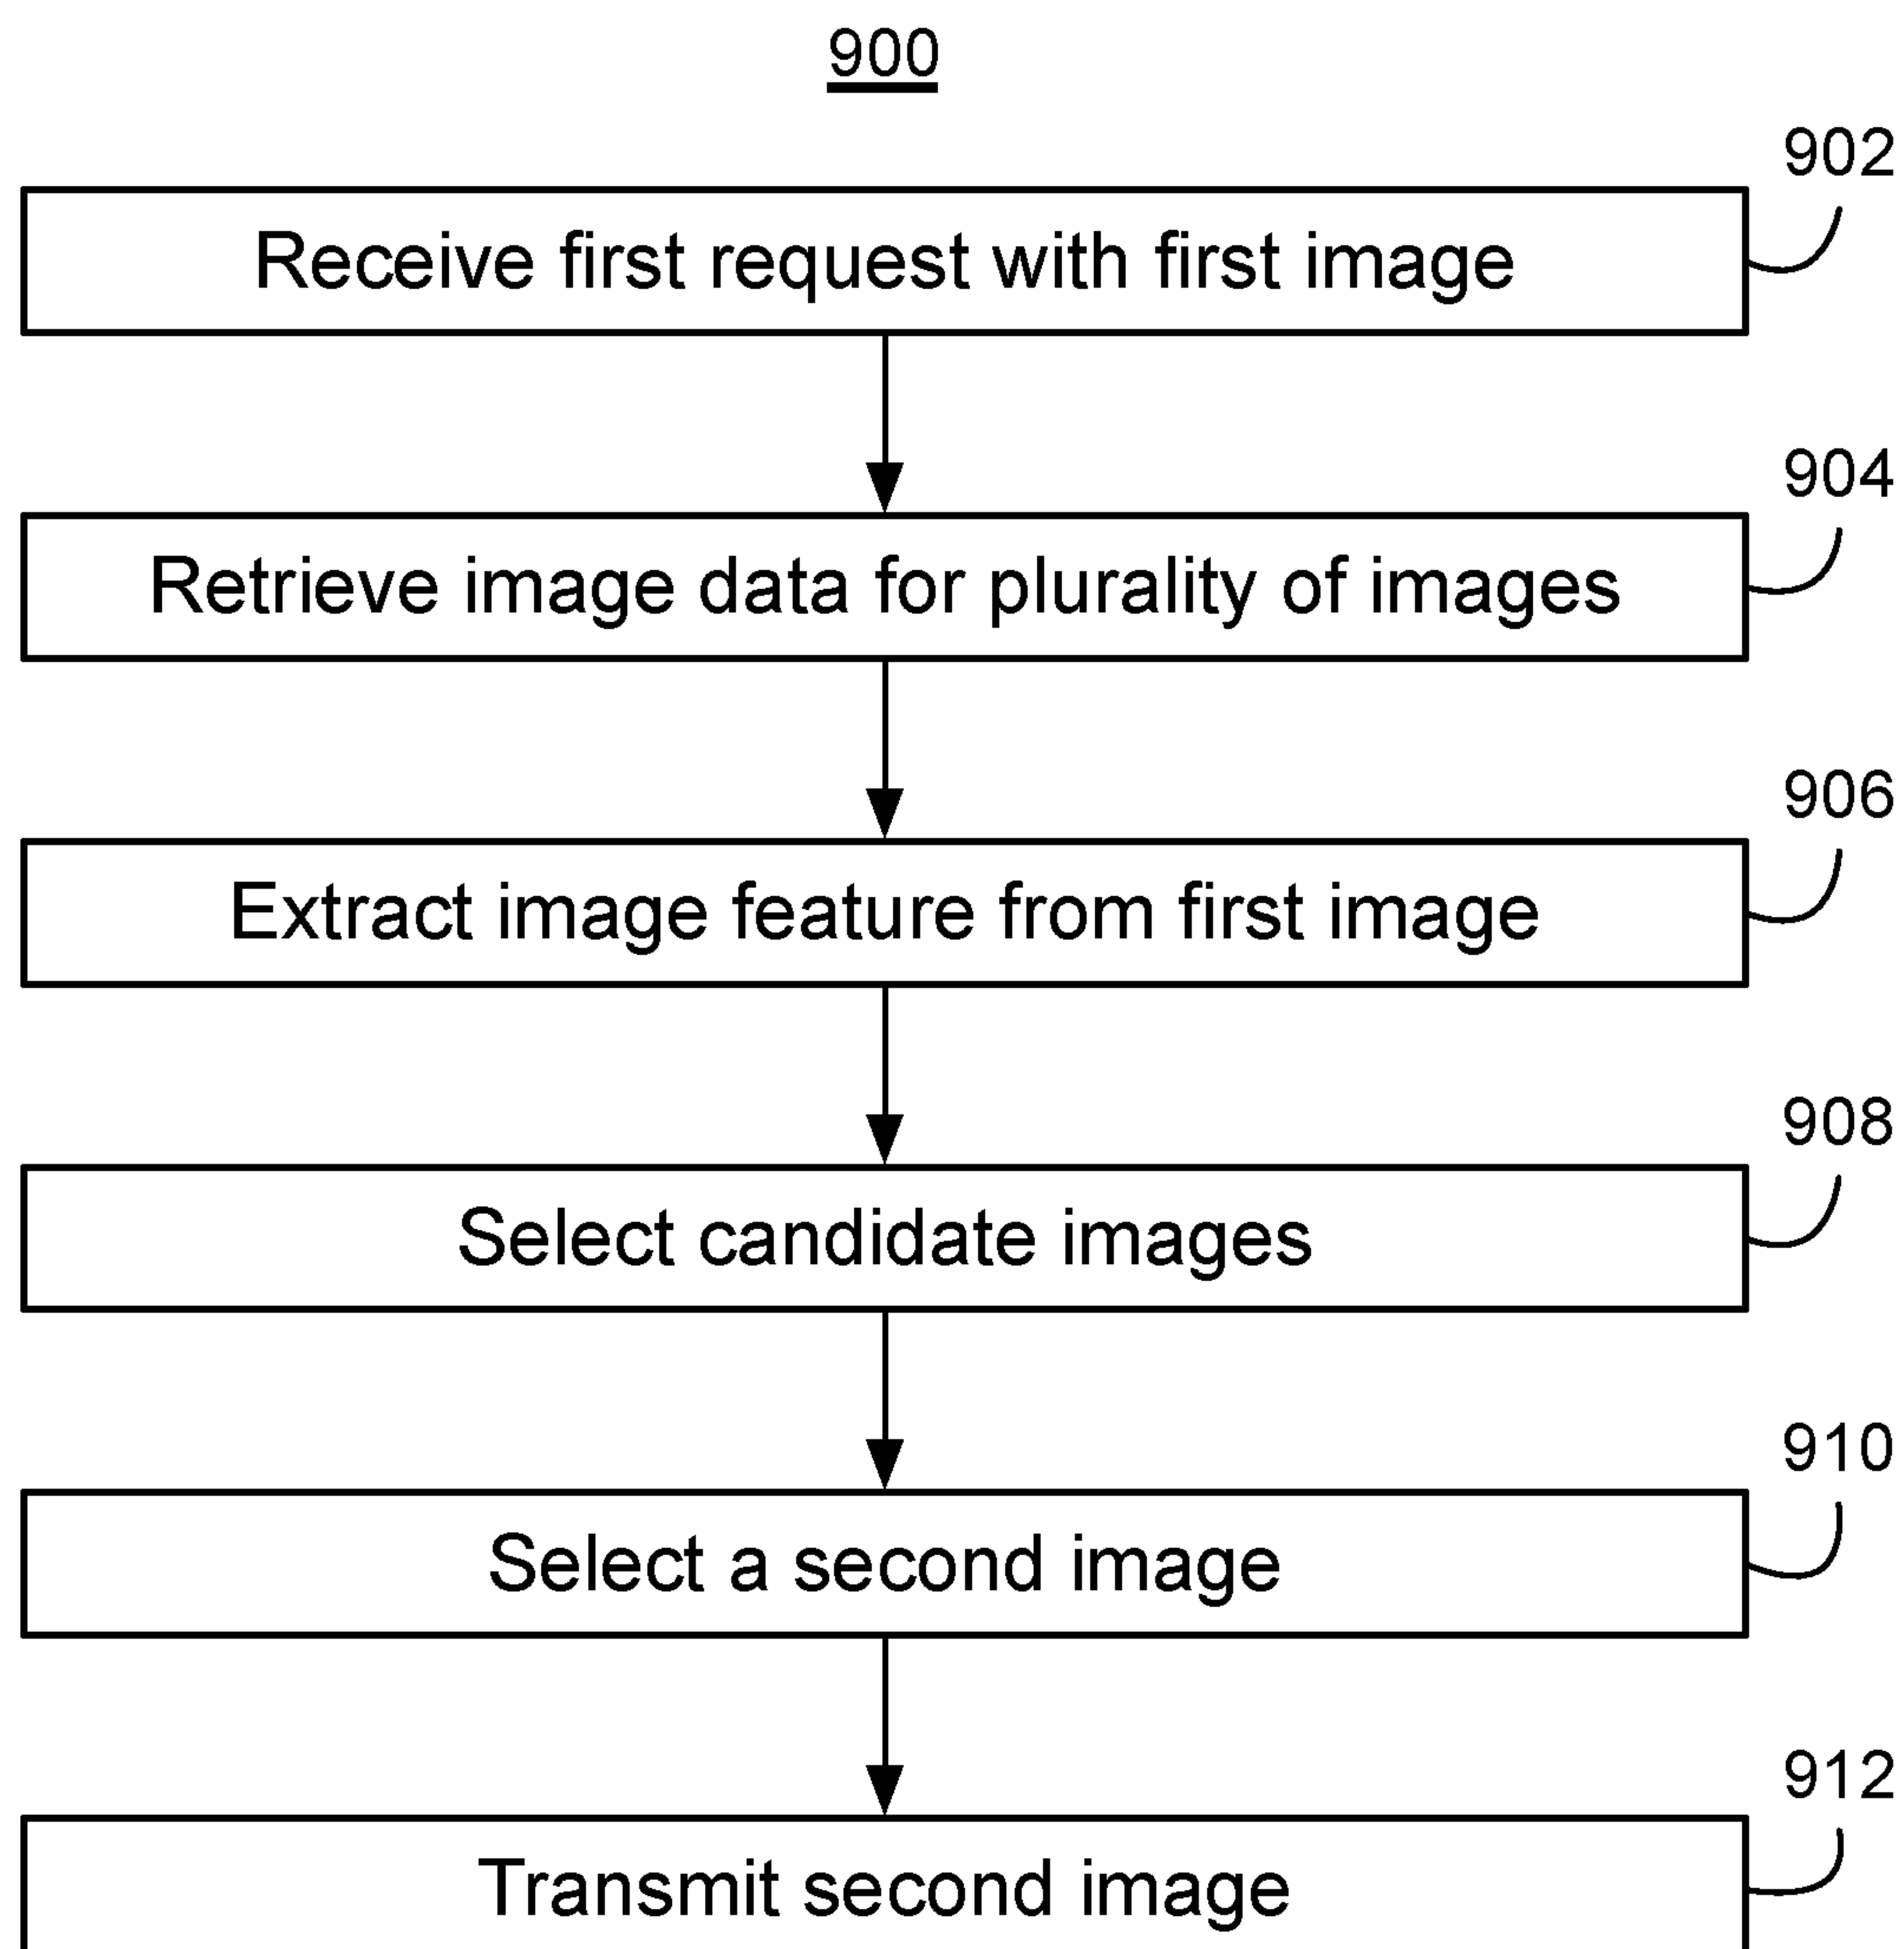 900
902
Receive first request with first image
904
Retrieve image data for plurality of images
906
Extract image feature from first image
908
Select candidate images
910
Select a second image
912
Transmit second image